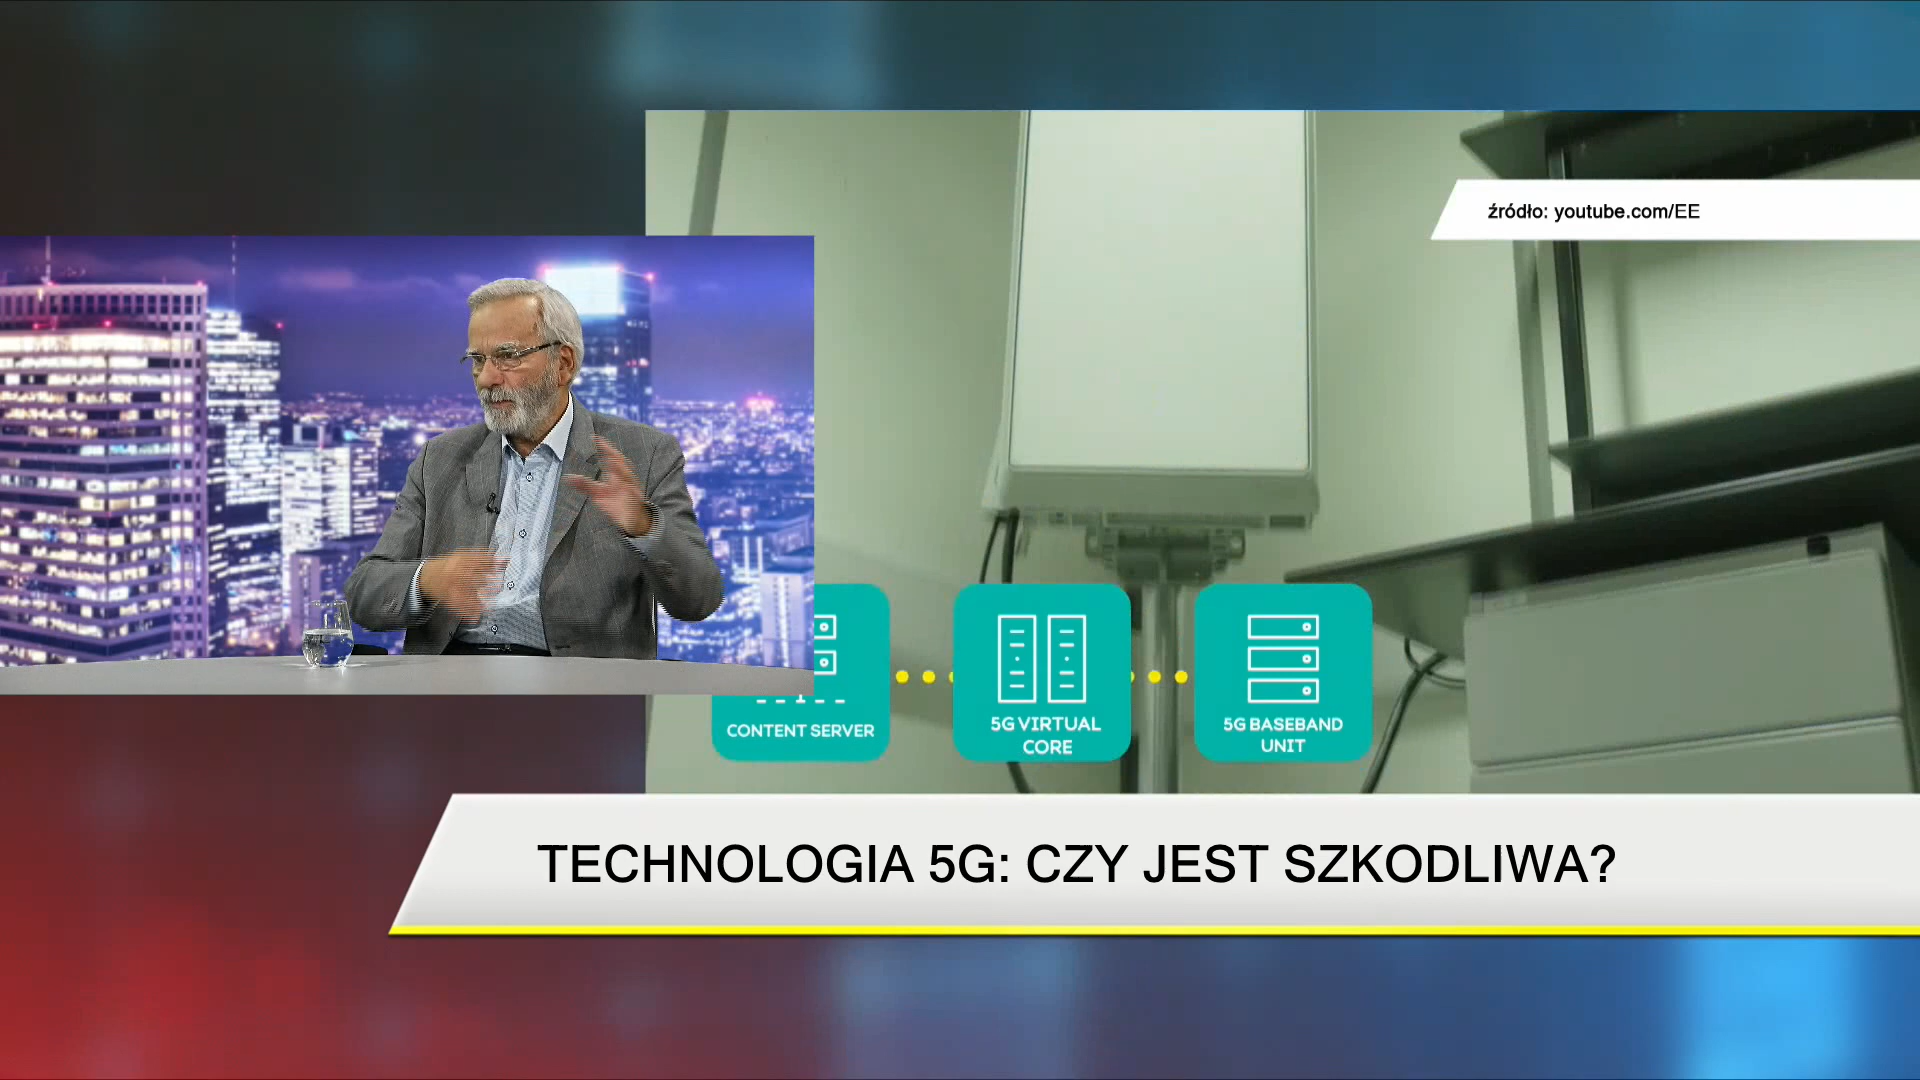 źródło: youtube.com/EE
CONTENT SERVER
5G VIRTUAL
CORE
5G BASEBAND
UNIT
TECHNOLOGIA 5G: CZY JEST SZKODLIWA?